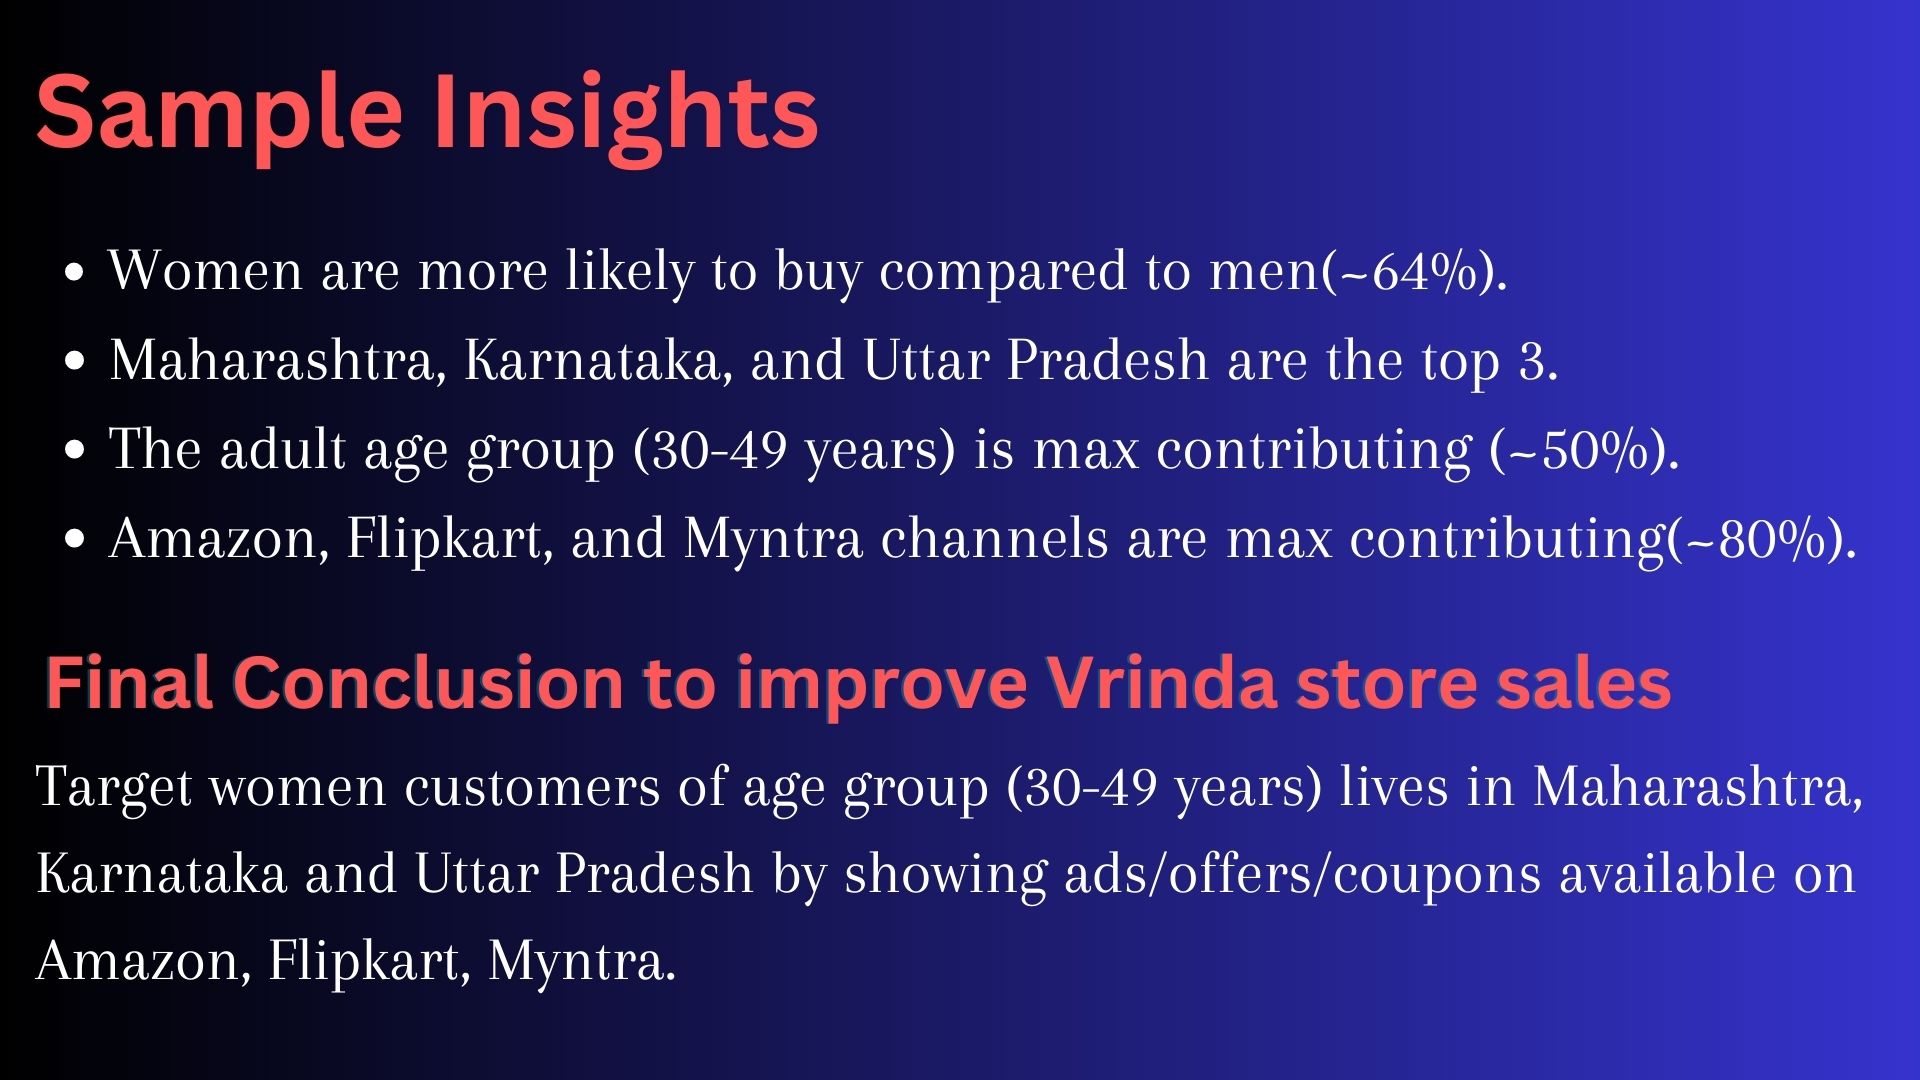 Sample Insights
• Women are more likely to buy compared to men(~64%).
• Maharashtra, Karnataka, and Uttar Pradesh are the top 3.
• The adult age group (30-49 years) is max contributing (~50%).
• Amazon, Flipkart, and Myntra channels are max contributing(~80%).
Final Conclusion to improve Vrinda store sales
Target women customers of age group (30-49 years) lives in Maharashtra,
Karnataka and Uttar Pradesh by showing ads/offers/coupons available on
Amazon, Flipkart, Myntra.